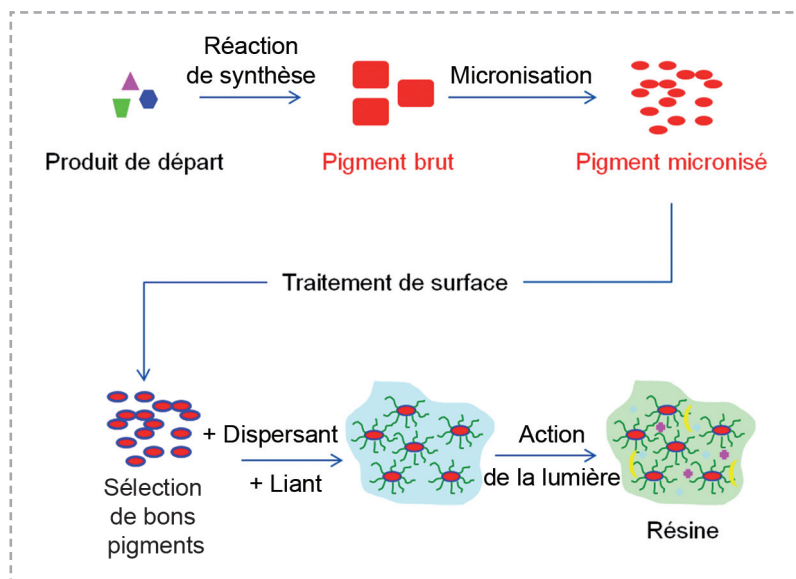 Réaction
de synthèse
Micronisation
Produit de départ
Pigment brut
Pigment micronisé
Traitement de surface
+ Dispersant
+ Liant
Action
de la lumière
Sélection
de bons
pigments
Résine